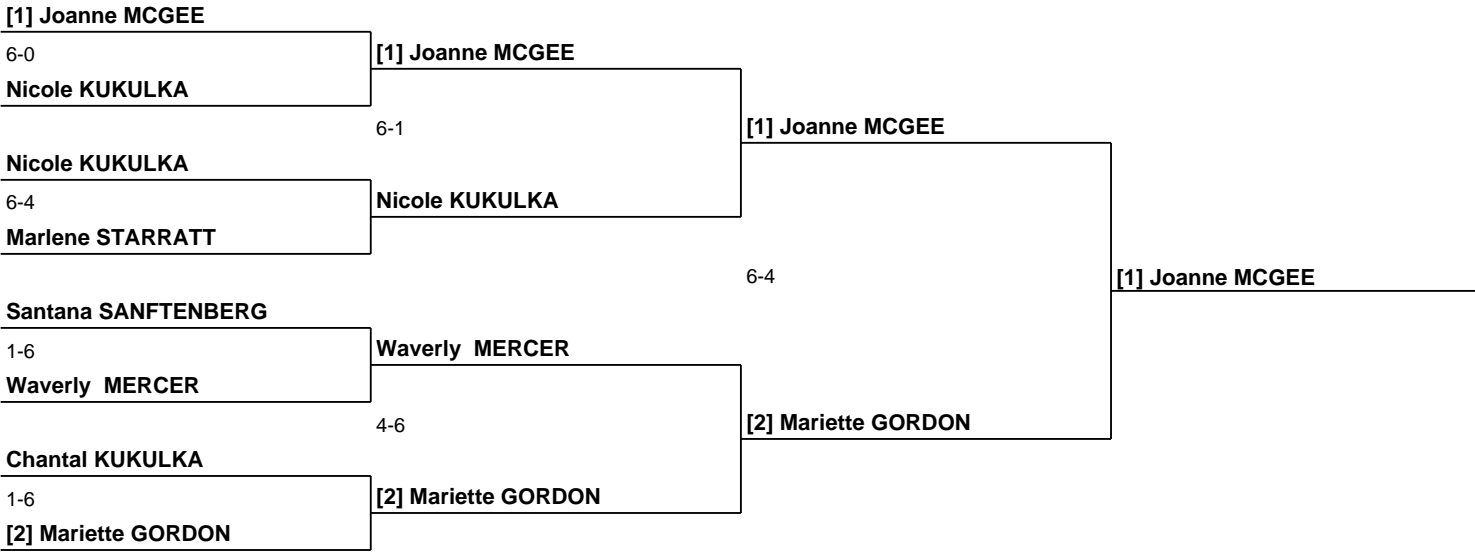 [1] Joanne MCGEE
6-0
[1] Joanne MCGEE
Nicole KUKULKA
6-1
[1] Joanne MCGEE
Nicole KUKULKA
6-4
Nicole KUKULKA
Marlene STARRATT
6-4
[1] Joanne MCGEE
Santana SANFTENBERG
1-6
Waverly  MERCER
Waverly  MERCER
4-6
[2] Mariette GORDON
Chantal KUKULKA
1-6
[2] Mariette GORDON
[2] Mariette GORDON